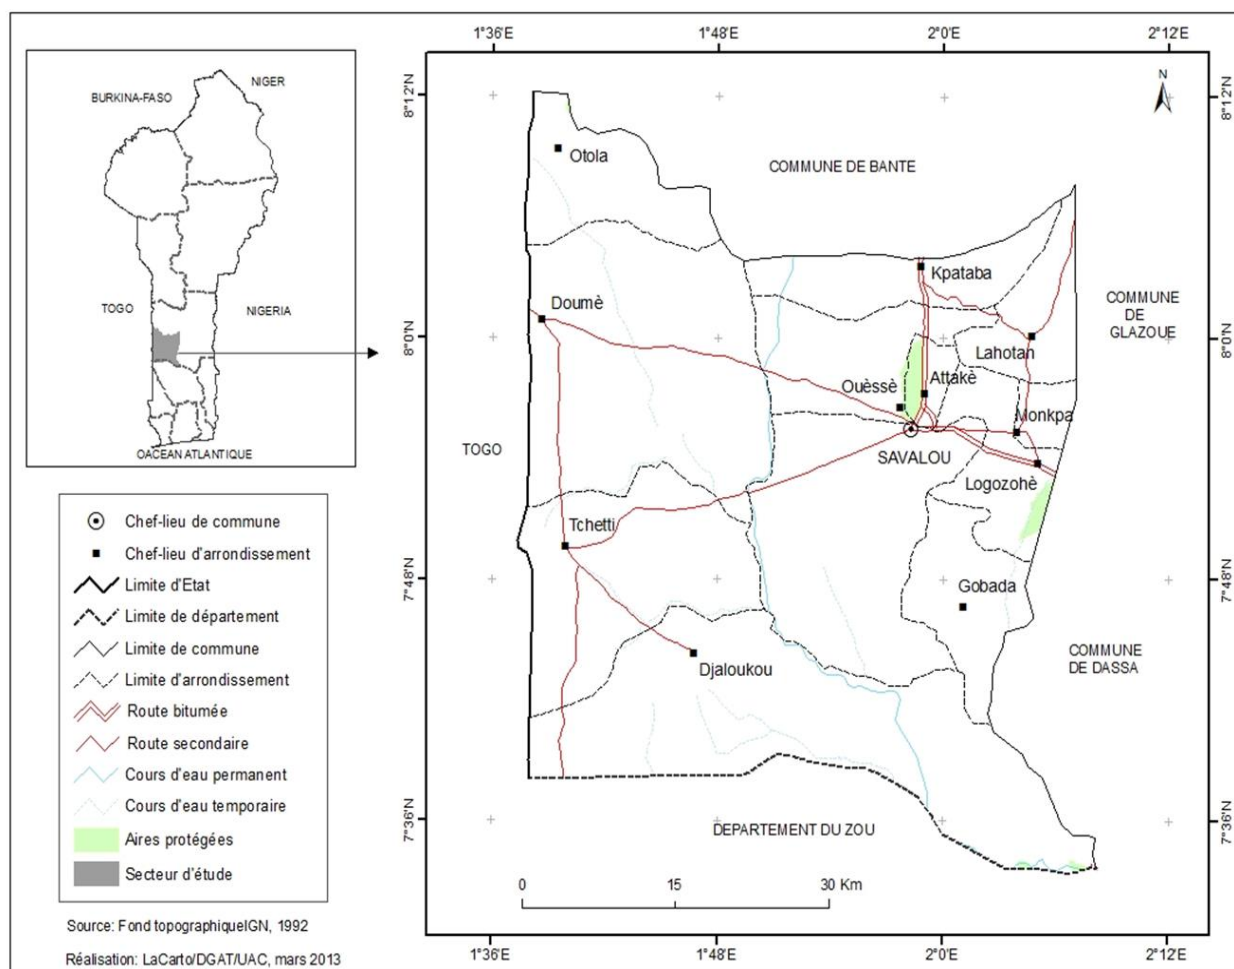 BURKINA-FASO
NIGER
TOGO
NIGERIA
OACEAN ATLANTIQUE
Chef-lieu de commune
Chef-lieu d'arrondissement
Limite d'Etat
Limite de département
Limite de commune
Limite d'arrondissement
Route bitumée
Route secondaire
Cours d'eau permanent
Cours d'eau temporaire
Aires protégées
Secteur d'étude
Source: Fond topographiqueIGN, 1992
Réalisation: LaCarto/DGAT/UAC, mars 2013
1°36'E
1°48'E
2°0'E
2°12'E
8°12'N
8°12'N
N
Otola
COMMUNE DE BANTE
Kpataba
Doumè
COMMUNE
DE
GLAZOUE
8°0'N
8°0'N
Lahotan
Ouèssè
Attakè
Monkpa
TOGO
SAVALOU
Logozohè
Tchetti
7°48'N
7°48'N
Gobada
Djaloukou
COMMUNE
DE DASSA
7°36'N
7°36'N
DEPARTEMENT DU ZOU
0
15
30 Km
1°36'E
1°48'E
2°0'E
2°12'E